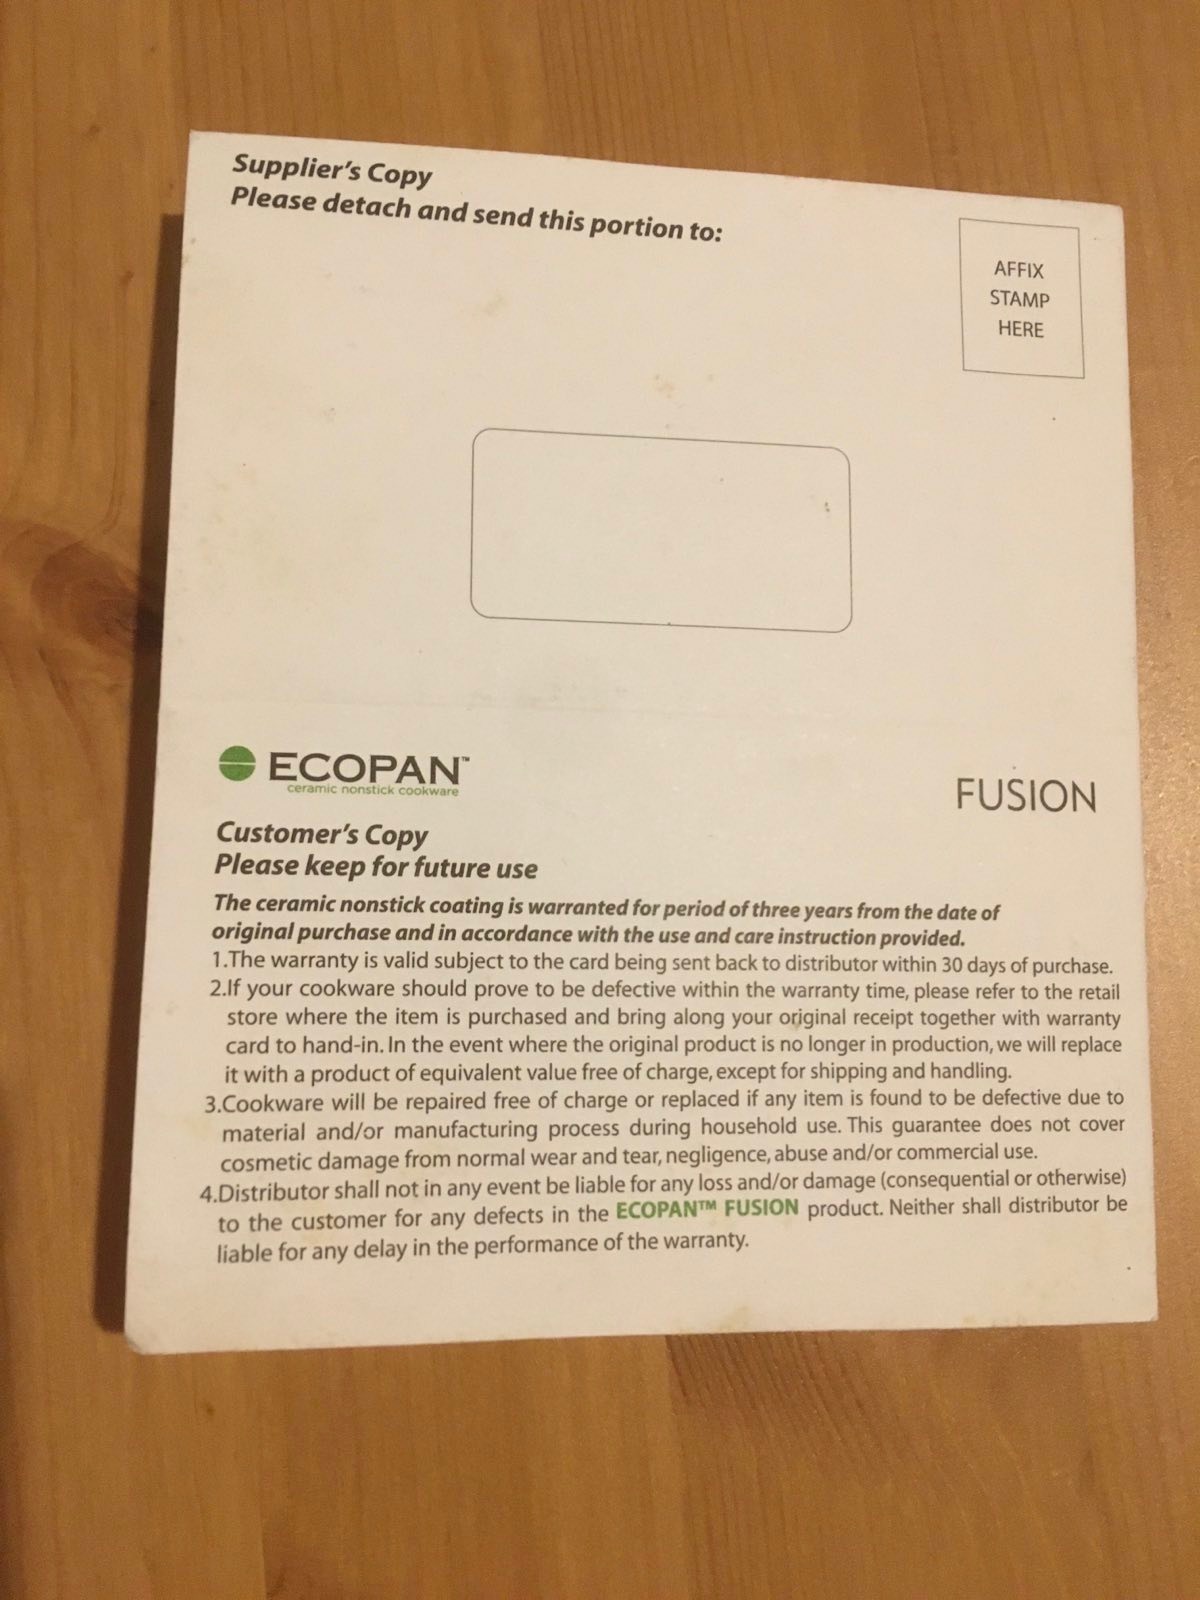 Supplier's Copy
Please detach and send this portion to:
AFFIX
STAMP
HERE
ECOPAN™
ceramic nonstick cookware
FUSION
Customer's Copy
Please keep for future use
The ceramic nonstick coating is warranted for period of three years from the date of
original purchase and in accordance with the use and care instruction provided.
1.The warranty is valid subject to the card being sent back to distributor within 30 days of purchase.
2.If your cookware should prove to be defective within the warranty time, please refer to the retail
store where the item is purchased and bring along your original receipt together with warranty
card to hand-in. In the event where the original product is no longer in production, we will replace
it with a product of equivalent value free of charge, except for shipping and handling.
3.Cookware will be repaired free of charge or replaced if any item is found to be defective due to
material and/or manufacturing process during household use. This guarantee does not cover
cosmetic damage from normal wear and tear, negligence, abuse and/or commercial use.
4.Distributor shall not in any event be liable for any loss and/or damage (consequential or otherwise)
to the customer for any defects in the ECOPAN™ FUSION product. Neither shall distributor be
liable for any delay in the performance of the warranty.